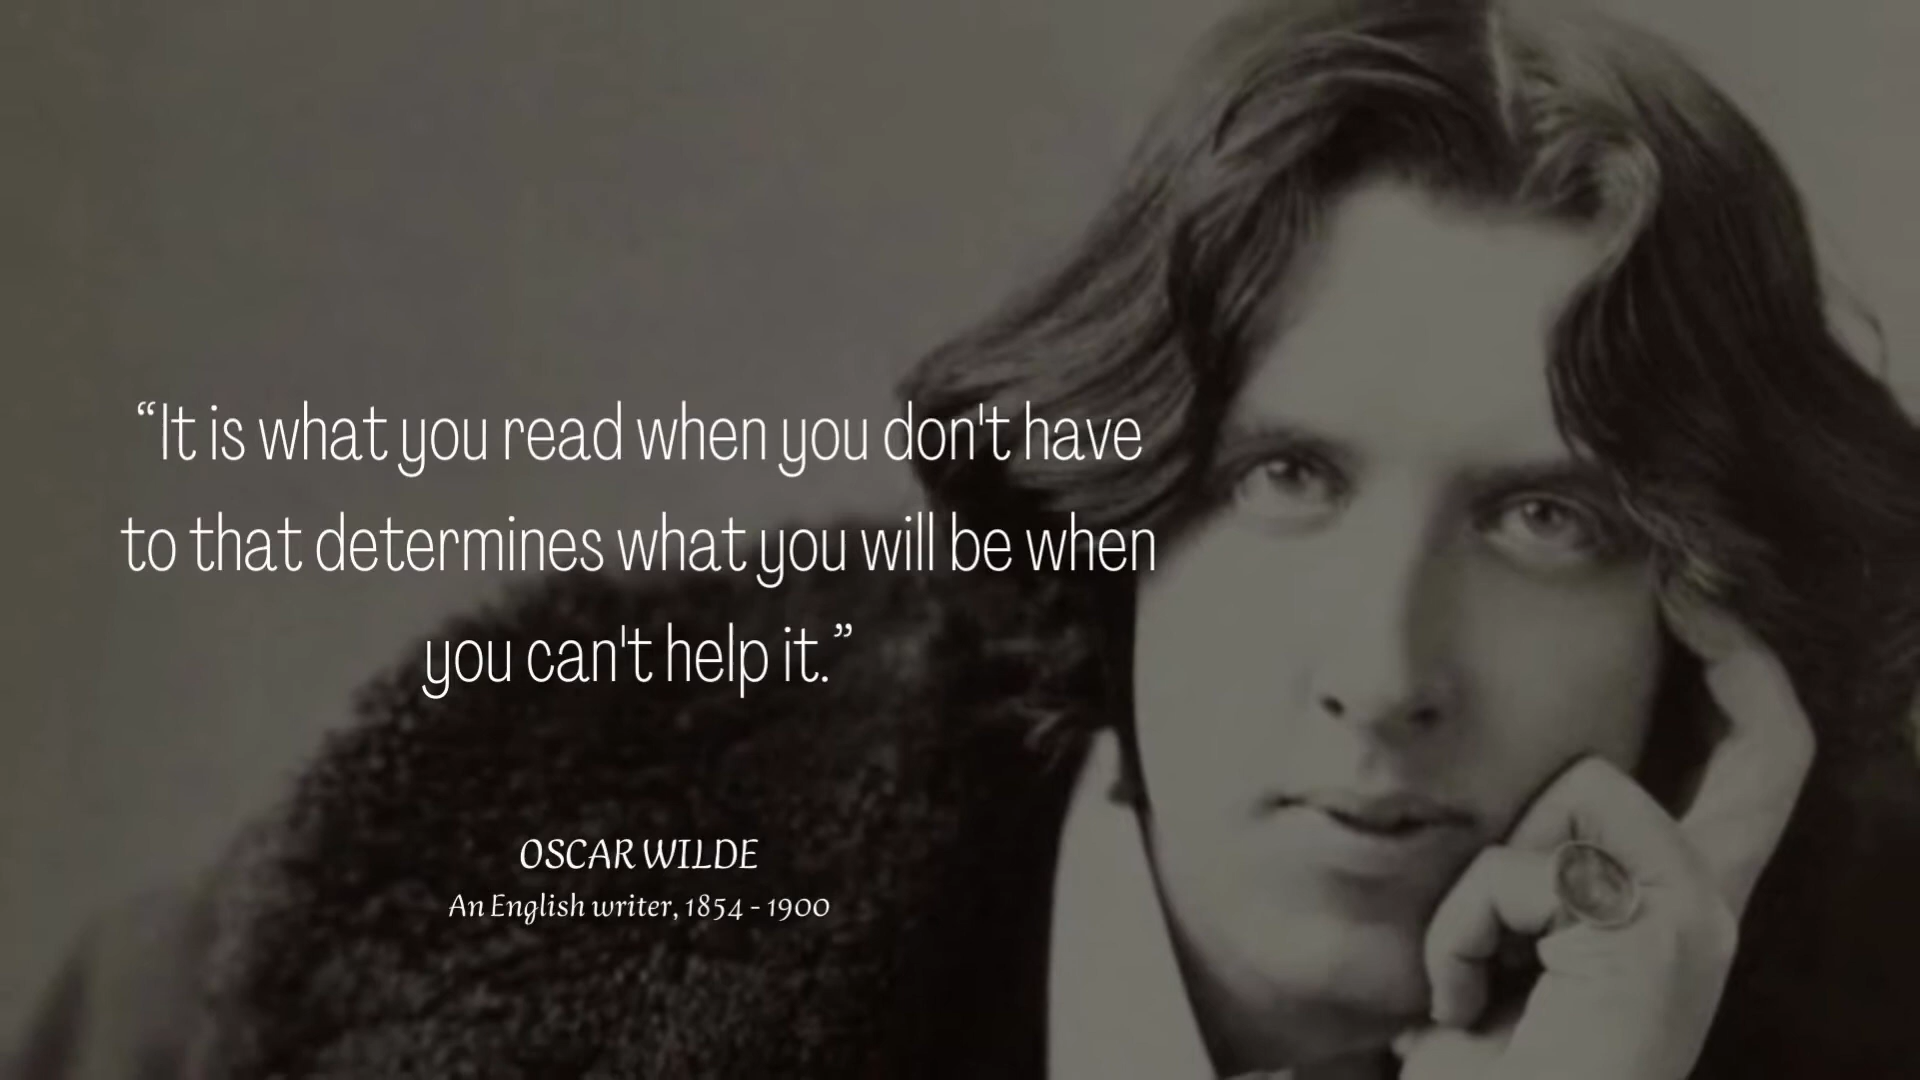 “It is what you read when you don't have
to that determines what you will be when
you can't help it.”
OSCAR WILDE
An English writer, 1854 - 1900